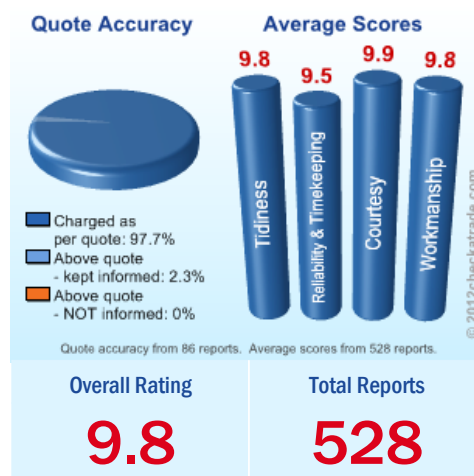 Quote Accuracy
Average Scores
9.8
9.5
9.9
9.8
Tidiness
Reliability & Timekeeping
Courtesy
Workmanship
Charged as
per quote: 97.7%
Above quote
- kept informed: 2.3%
Above quote
- NOT informed: 0%
© 2012checkatrade.com
Quote accuracy from 86 reports. Average scores from 528 reports.
Overall Rating
9.8
Total Reports
528